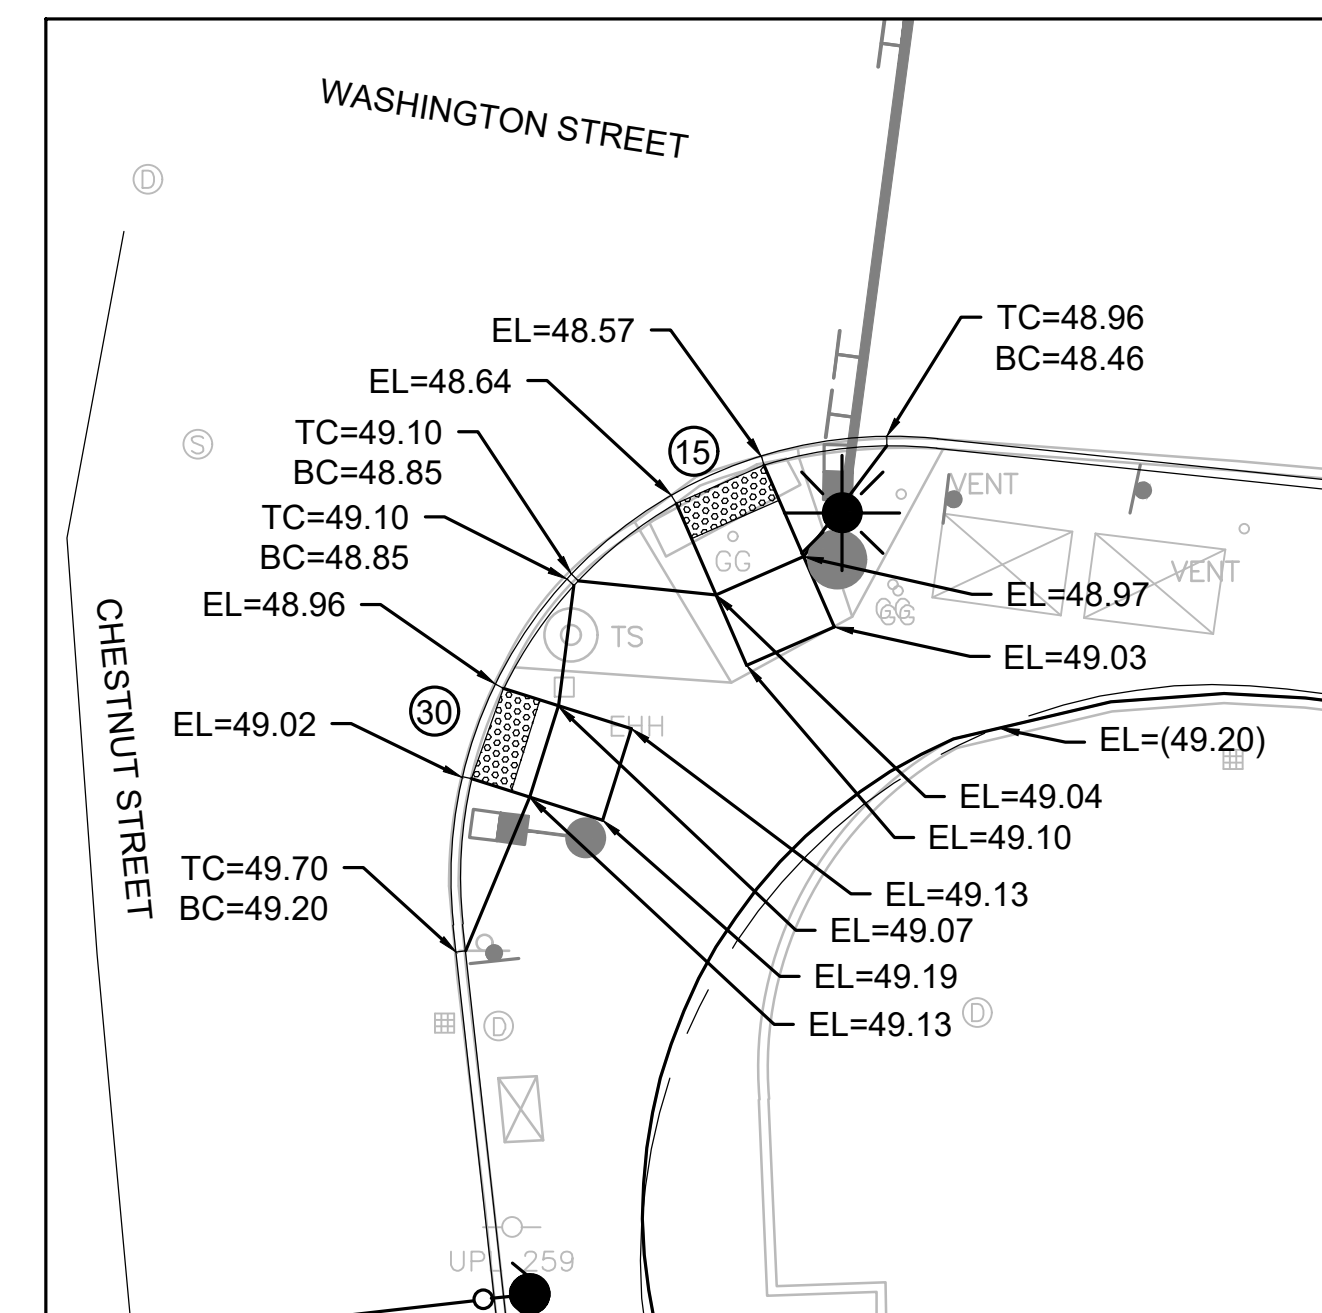 WASHINGTON STREET
D
EL=48.57
TC=48.96
BC=48.46
EL=48.64
TC=49.10
BC=48.85
S
15
VENT
TC=49.10
BC=48.85
GG
VENT
EL=48.96
EL=48.97
GG
TS
EL=49.03
CHESTNUT STREET
30
EL=49.02
EHH
EL=(49.20)
EL=49.04
EL=49.10
TC=49.70
BC=49.20
EL=49.13
EL=49.07
EL=49.19
EL=49.13
D
D
UPL 259